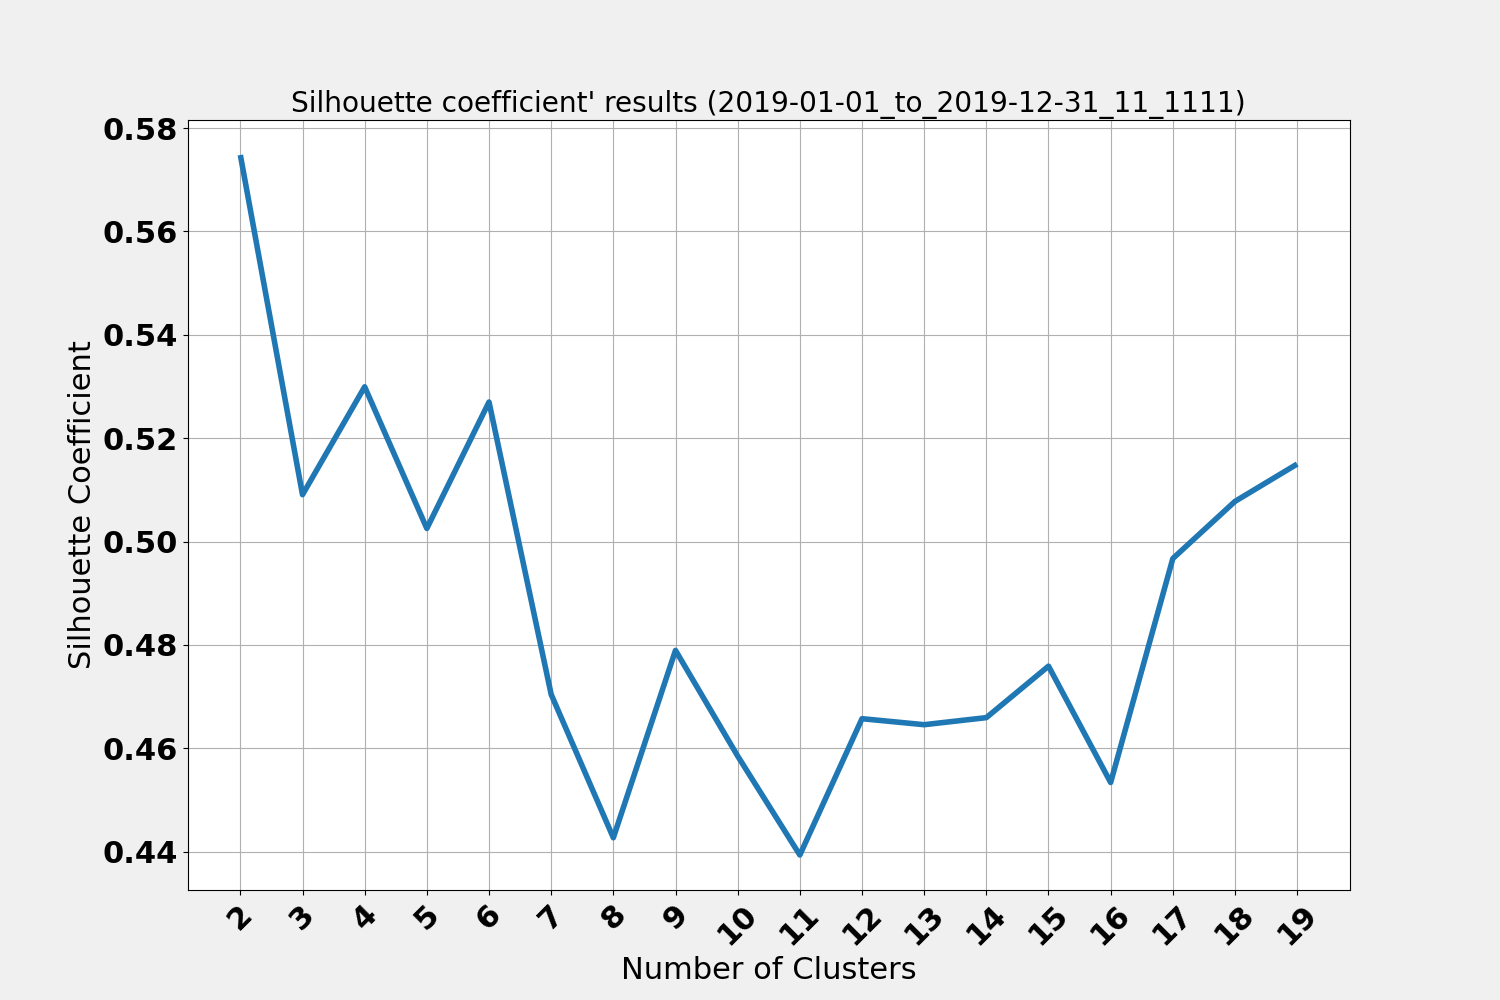 Silhouette coefficient' results (2019-01-01_to_2019-12-31_11_1111)
0.58
0.56
0.54
0.52
0.50
0.48
0.46
0.44
Silhouette Coefficient
2 3 4 5 6 7 8 9 10 11 12 13 14 15 16 17 18 19
Number of Clusters